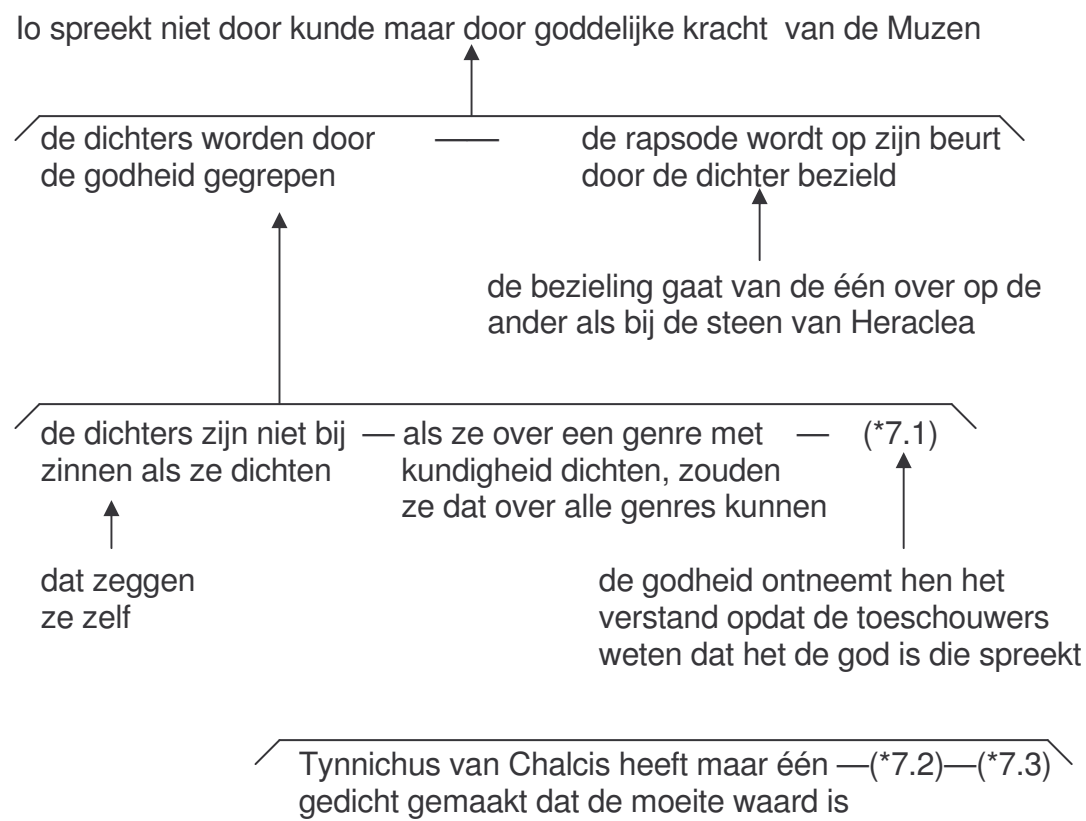 Io spreekt niet door kunde maar door goddelijke kracht van de Muzen
de dichters worden door
de godheid gegrepen
de rapsode wordt op zijn beurt
door de dichter bezield
de bezieling gaat van de één over op de
ander als bij de steen van Heraclea
de dichters zijn niet bij
zinnen als ze dichten
als ze over een genre met
kundigheid dichten, zouden
ze dat over alle genres kunnen
(*7.1)
dat zeggen
ze zelf
de godheid ontneemt hen het
verstand opdat de toeschouwers
weten dat het de god is die spreekt
Tynnichus van Chalcis heeft maar één —(*7.2)—(*7.3)
gedicht gemaakt dat de moeite waard is